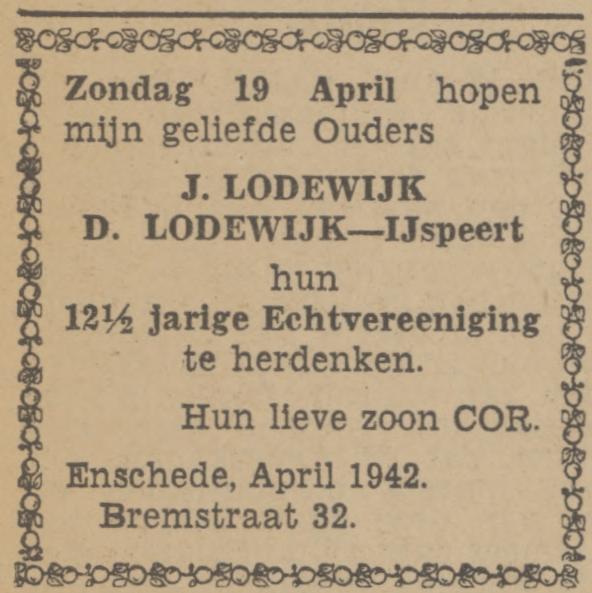 Zondag 19 April hopen
mijn geliefde Ouders
J. LODEWIJK
D. LODEWIJK—IJspeert
hun
12½ jarige Echtvereeniging
te herdenken.
Hun lieve zoon COR.
Enschede, April 1942.
Bremstraat 32.